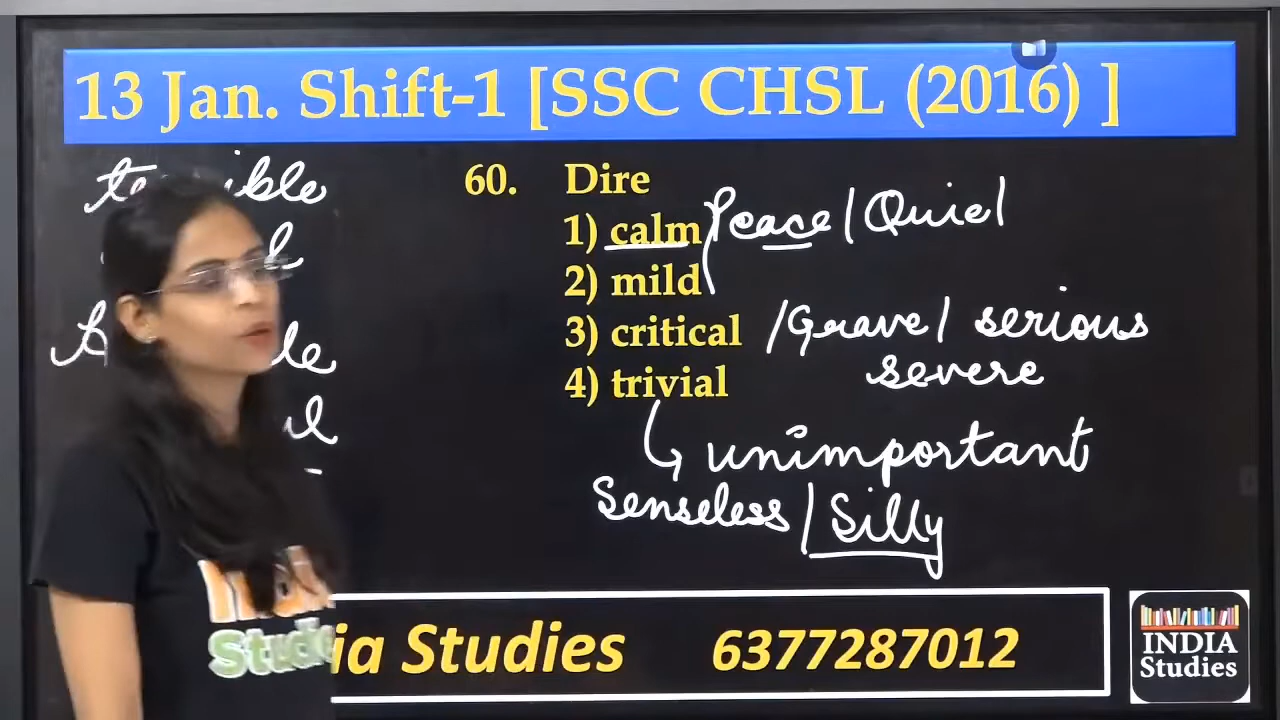 13 Jan. Shift-1 [SSC CHSL (2016) ]
60. Dire
1) calm Peace/Quiet
2) mild
3) critical /Grave/ serious
severe
4) trivial
unimportant
Senseless/Silly
Studies 6377287012
INDIA
Studies